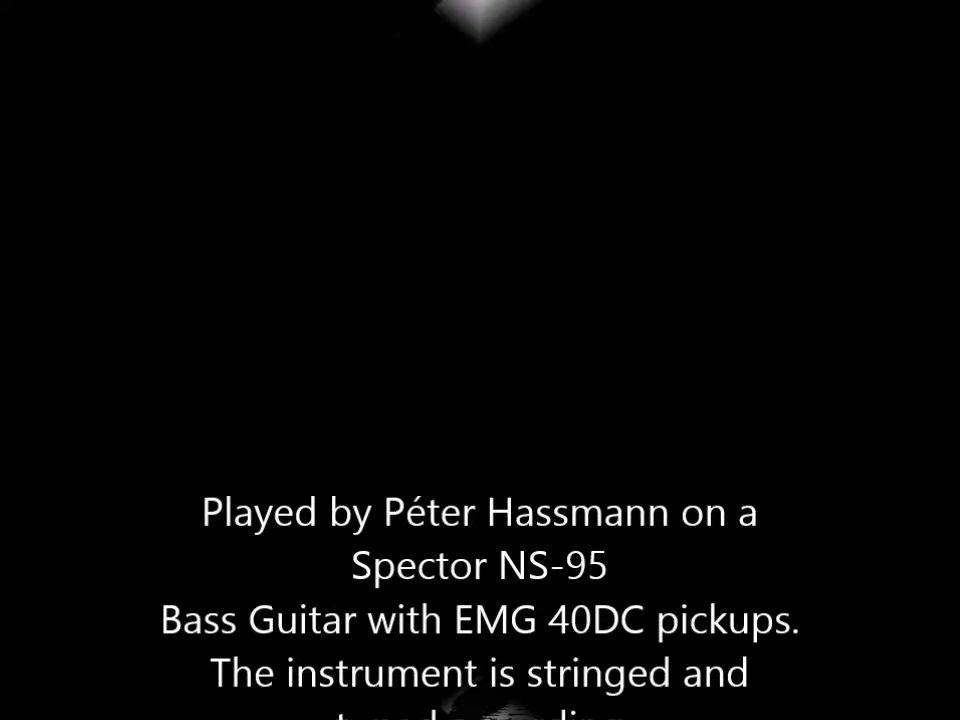 Played by Péter Hassmann on a
Spector NS-95
Bass Guitar with EMG 40DC pickups.
The instrument is stringed and